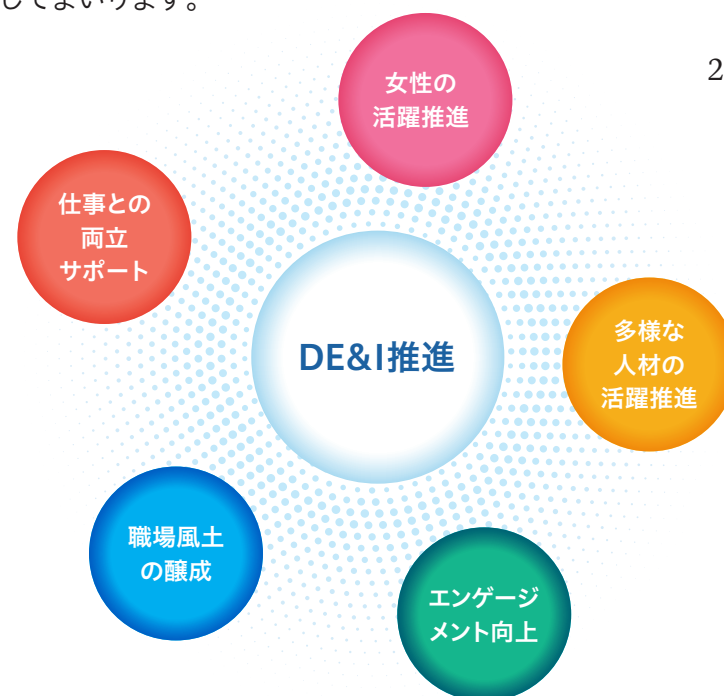 してまいります。
2
女性の
活躍推進
仕事との
両立
サポート
DE&I推進
多様な
人材の
活躍推進
職場風土
の醸成
エンゲージ
メント向上